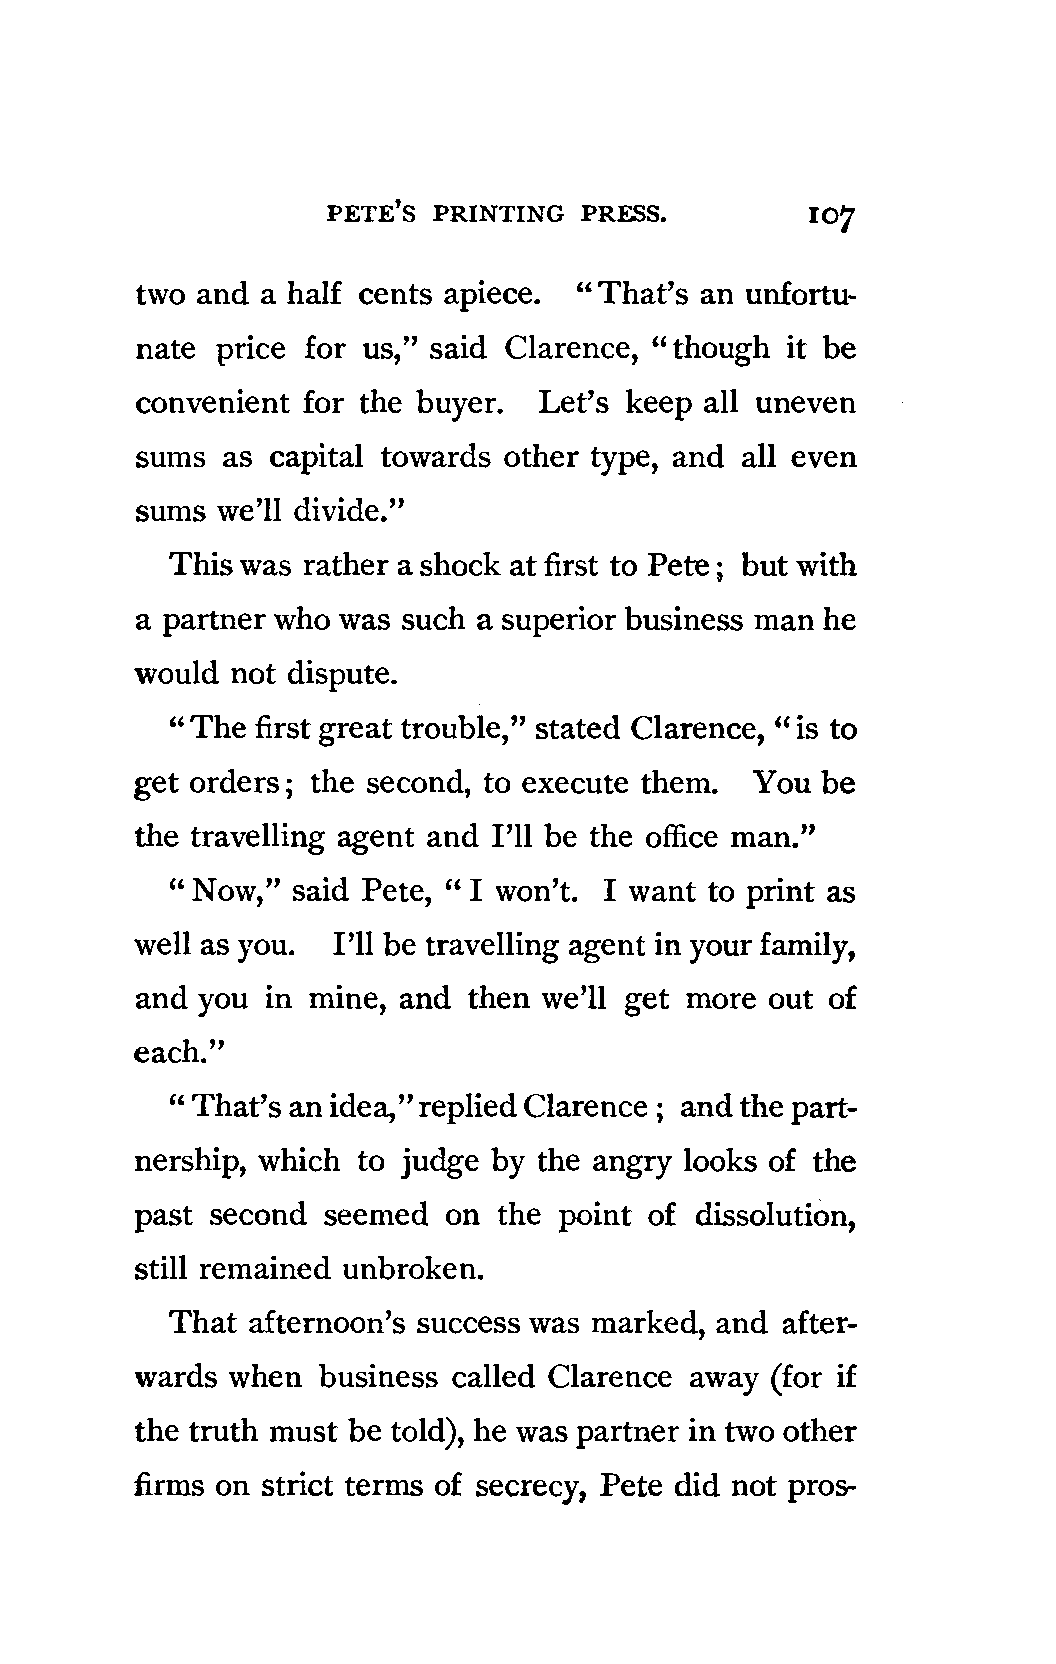 PETE'S PRINTING PRESS. 107
two and a half cents apiece. "That's an unfortu-
nate price for us," said Clarence, "though it be
convenient for the buyer. Let's keep all uneven
sums as capital towards other type, and all even
sums we'll divide."
This was rather a shock at first to Pete; but with
a partner who was such a superior business man he
would not dispute.
"The first great trouble," stated Clarence, "is to
get orders; the second, to execute them. You be
the travelling agent and I'll be the office man."
"Now," said Pete, "I won't. I want to print as
well as you. I'll be travelling agent in your family,
and you in mine, and then we'll get more out of
each."
"That's an idea," replied Clarence; and the part-
nership, which to judge by the angry looks of the
past second seemed on the point of dissolution,
still remained unbroken.
That afternoon's success was marked, and after-
wards when business called Clarence away (for if
the truth must be told), he was partner in two other
firms on strict terms of secrecy, Pete did not pros-